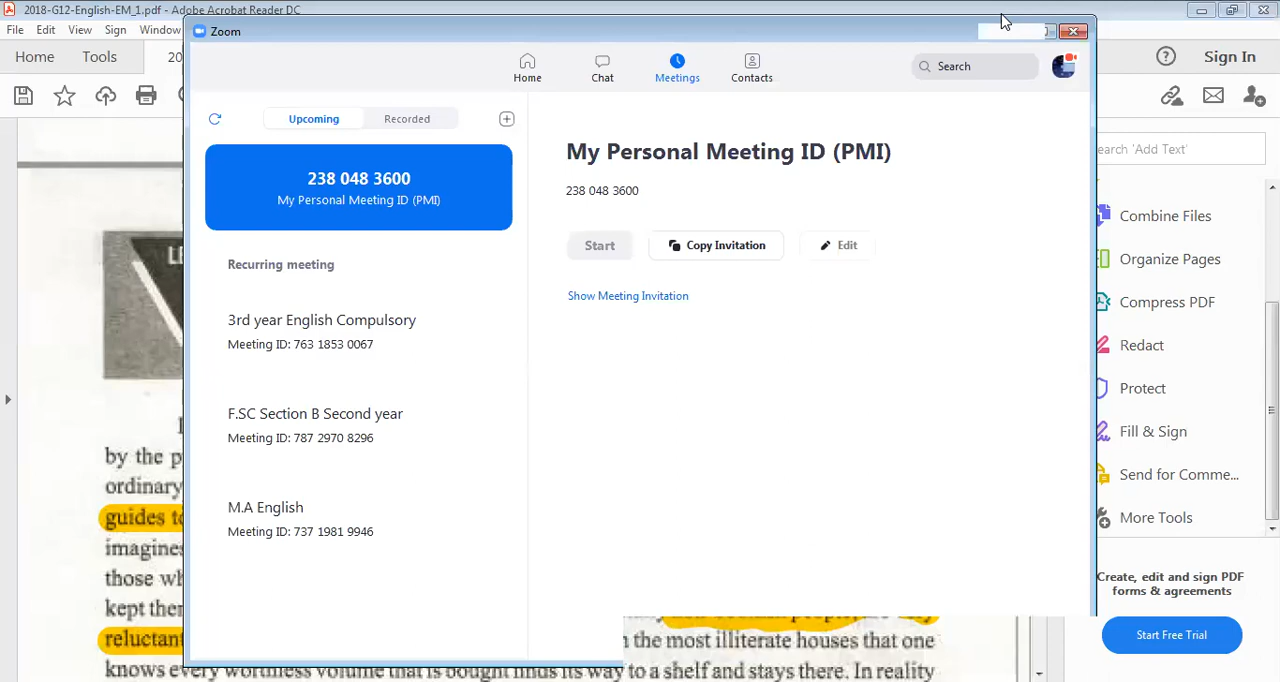 2018-G12-English-EM_1.pdf - Adobe Acrobat Reader DC
File Edit View Sign Window
Home Tools 20
Sign In
Zoom
Home Chat Meetings Contacts
Search
Upcoming Recorded
238 048 3600
My Personal Meeting ID (PMI)
Recurring meeting
3rd year English Compulsory
Meeting ID: 763 1853 0067
F.SC Section B Second year
Meeting ID: 787 2970 8296
M.A English
Meeting ID: 737 1981 9946
My Personal Meeting ID (PMI)
238 048 3600
Start Copy Invitation Edit
Show Meeting Invitation
earch 'Add Text'
Combine Files
Organize Pages
Compress PDF
Redact
Protect
Fill & Sign
Send for Comme...
More Tools
Create, edit and sign PDF
forms & agreements
Start Free Trial
LE
by the p
ordinary
guides to
imagines
those wh
kept ther
reluctant
the most illiterate houses that one
knows every worthless volume that is bought finds its way to a shelf and stays there. In reality